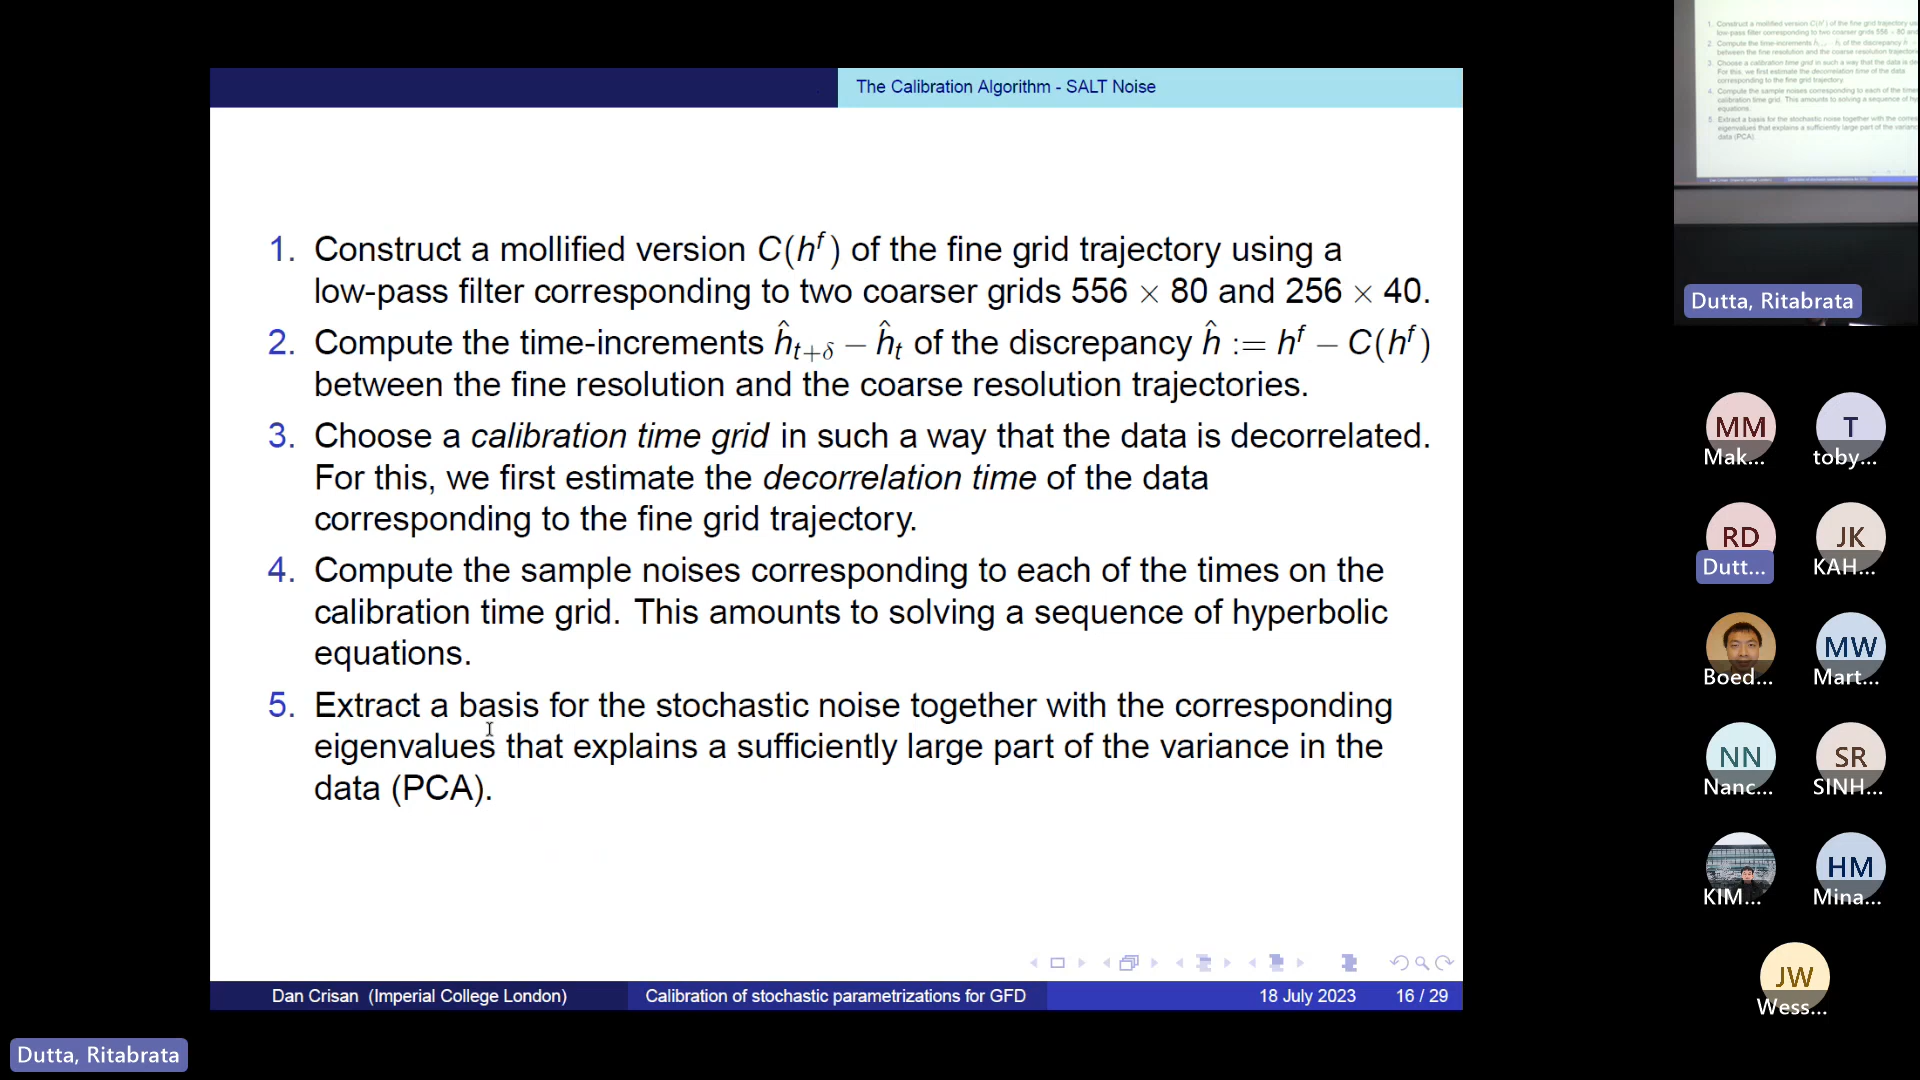 The Calibration Algorithm - SALT Noise
1. Construct a mollified version C(h^f) of the fine grid trajectory using a
low-pass filter corresponding to two coarser grids 556 × 80 and 256 × 40.
2. Compute the time-increments ĥ_{t+δ} − ĥ_t of the discrepancy ĥ := h^f − C(h^f)
between the fine resolution and the coarse resolution trajectories.
3. Choose a calibration time grid in such a way that the data is decorrelated.
For this, we first estimate the decorrelation time of the data
corresponding to the fine grid trajectory.
4. Compute the sample noises corresponding to each of the times on the
calibration time grid. This amounts to solving a sequence of hyperbolic
equations.
5. Extract a basis for the stochastic noise together with the corresponding
eigenvalues that explains a sufficiently large part of the variance in the
data (PCA).
Dan Crisan (Imperial College London) Calibration of stochastic parametrizations for GFD 18 July 2023 16 / 29
Dutta, Ritabrata
Dutta, Ritabrata
MM T
Mak... toby...
RD JK
Dutt... KAH...
MW
Boed... Mart...
NN SR
Nanc... SINH...
HM
KIM... Mina...
JW
Wess...